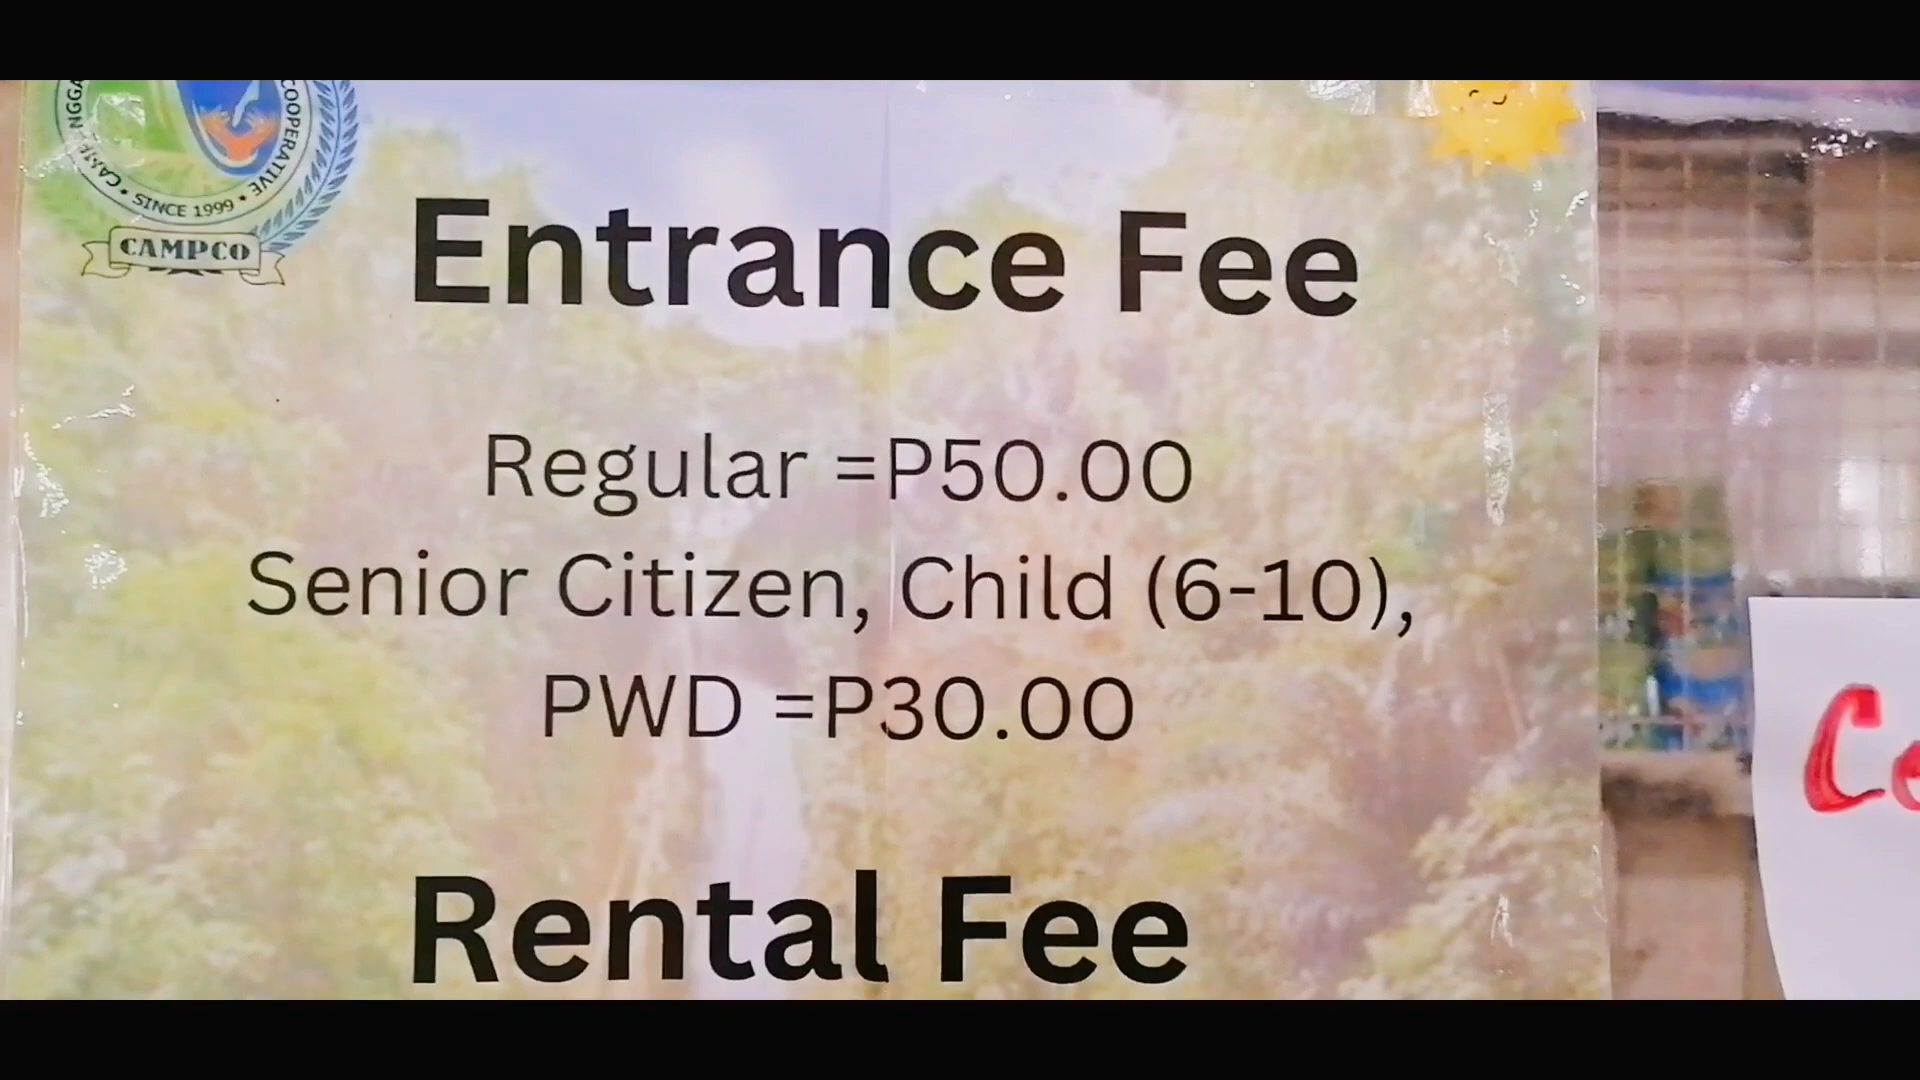 COOPERATIVE
SINCE 1999
CAMPCO
Entrance Fee
Regular =P50.00
Senior Citizen, Child (6-10),
PWD =P30.00
Rental Fee